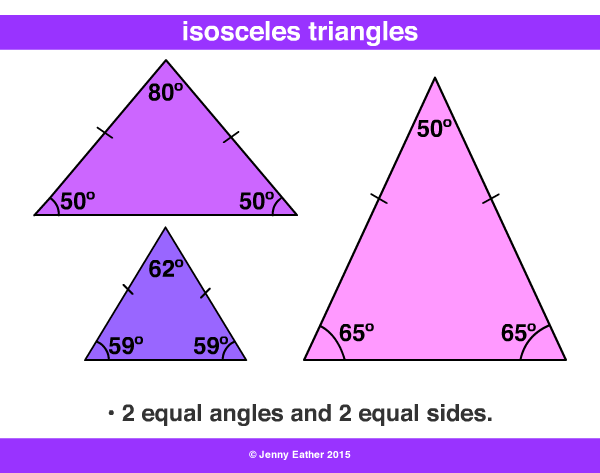 isosceles triangles
80º
50º 50º
50º
62º
59º 59º
65º 65º
• 2 equal angles and 2 equal sides.
© Jenny Eather 2015